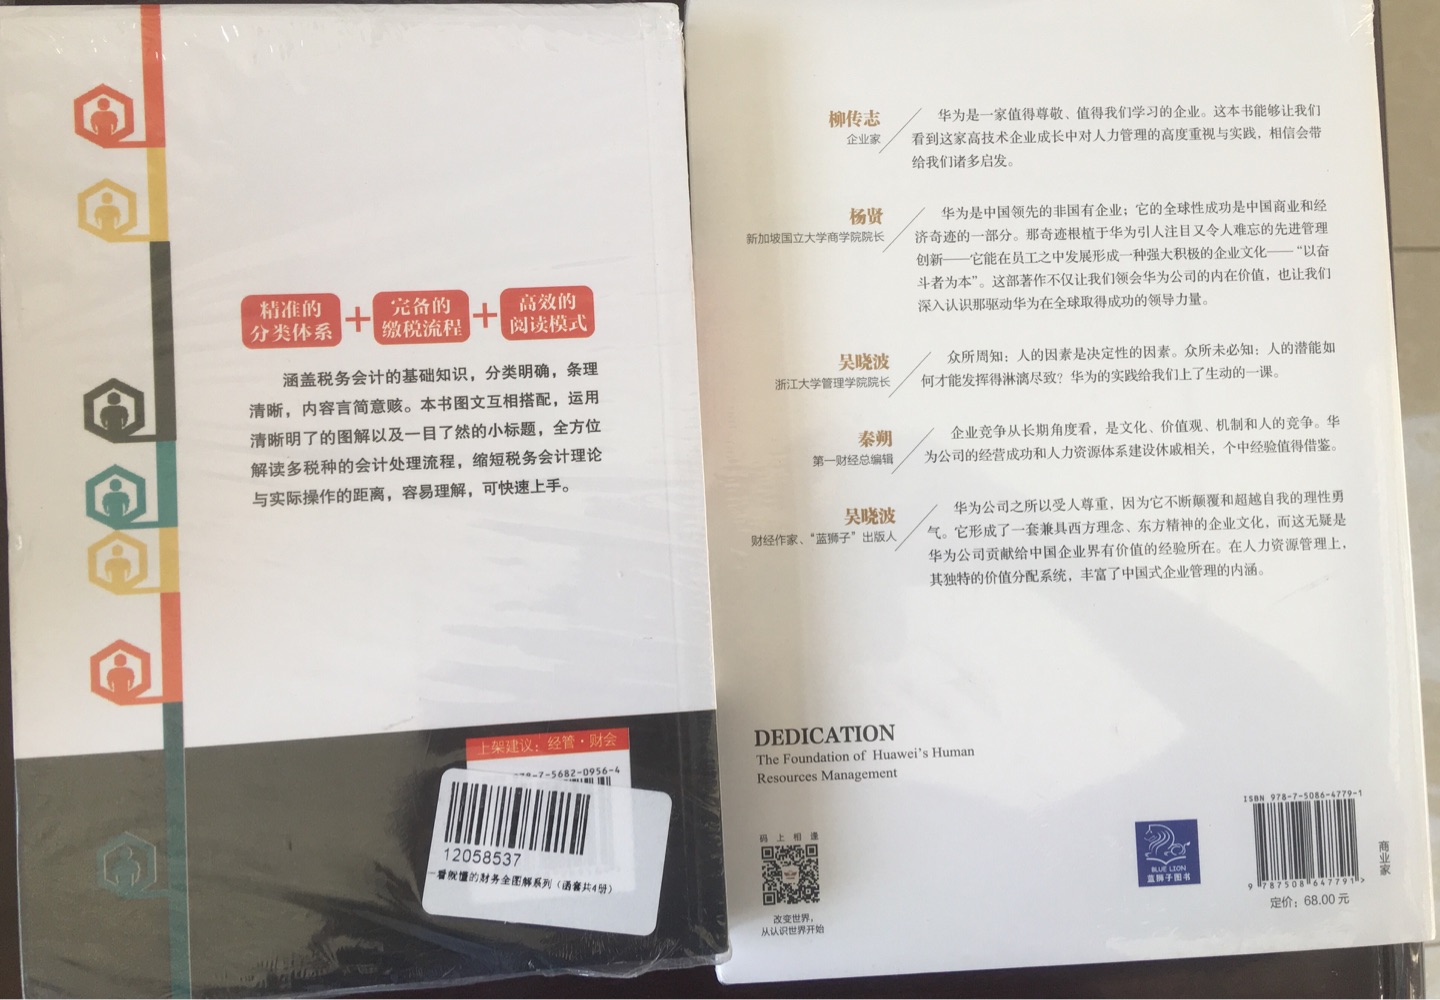 精准的
分类体系
+
完备的
缴税流程
+
高效的
阅读模式
涵盖税务会计的基础知识，分类明确，条理
清晰，内容言简意赅。本书图文互相搭配，运用
清晰明了的图解以及一目了然的小标题，全方位
解读多税种的会计处理流程，缩短税务会计理论
与实际操作的距离，容易理解，可快速上手。
上架建议：经管·财会
978-7-5682-0956-4
12058537
一看就懂的财务全图解系列（函套共4册）
柳传志
企业家
华为是一家值得尊敬、值得我们学习的企业。这本书能够让我们
看到这家高技术企业成长中对人力管理的高度重视与实践，相信会带
给我们诸多启发。
杨贤
新加坡国立大学商学院院长
华为是中国领先的非国有企业；它的全球性成功是中国商业和经
济奇迹的一部分。那奇迹根植于华为引人注目又令人难忘的先进管理
创新——它能在员工之中发展形成一种强大积极的企业文化——“以奋
斗者为本”。这部著作不仅让我们领会华为公司的内在价值，也让我们
深入认识那驱动华为在全球取得成功的领导力量。
吴晓波
浙江大学管理学院院长
众所周知：人的因素是决定性的因素。众所未必知：人的潜能如
何才能发挥得淋漓尽致？华为的实践给我们上了生动的一课。
秦朔
第一财经总编辑
企业竞争从长期角度看，是文化、价值观、机制和人的竞争。华
为公司的经营成功和人力资源体系建设休戚相关，个中经验值得借鉴。
吴晓波
财经作家、“蓝狮子”出版人
华为公司之所以受人尊重，因为它不断颠覆和超越自我的理性勇
气。它形成了一套兼具西方理念、东方精神的企业文化，而这无疑是
华为公司贡献给中国企业界有价值的经验所在。在人力资源管理上，
其独特的价值分配系统，丰富了中国式企业管理的内涵。
DEDICATION
The Foundation of Huawei's Human
Resources Management
码上相逢
改变世界，
从认识世界开始
BLUE LION
蓝狮子图书
ISBN 978-7-5086-4779-1
9 787508 647791 >
定价：68.00 元
商业家